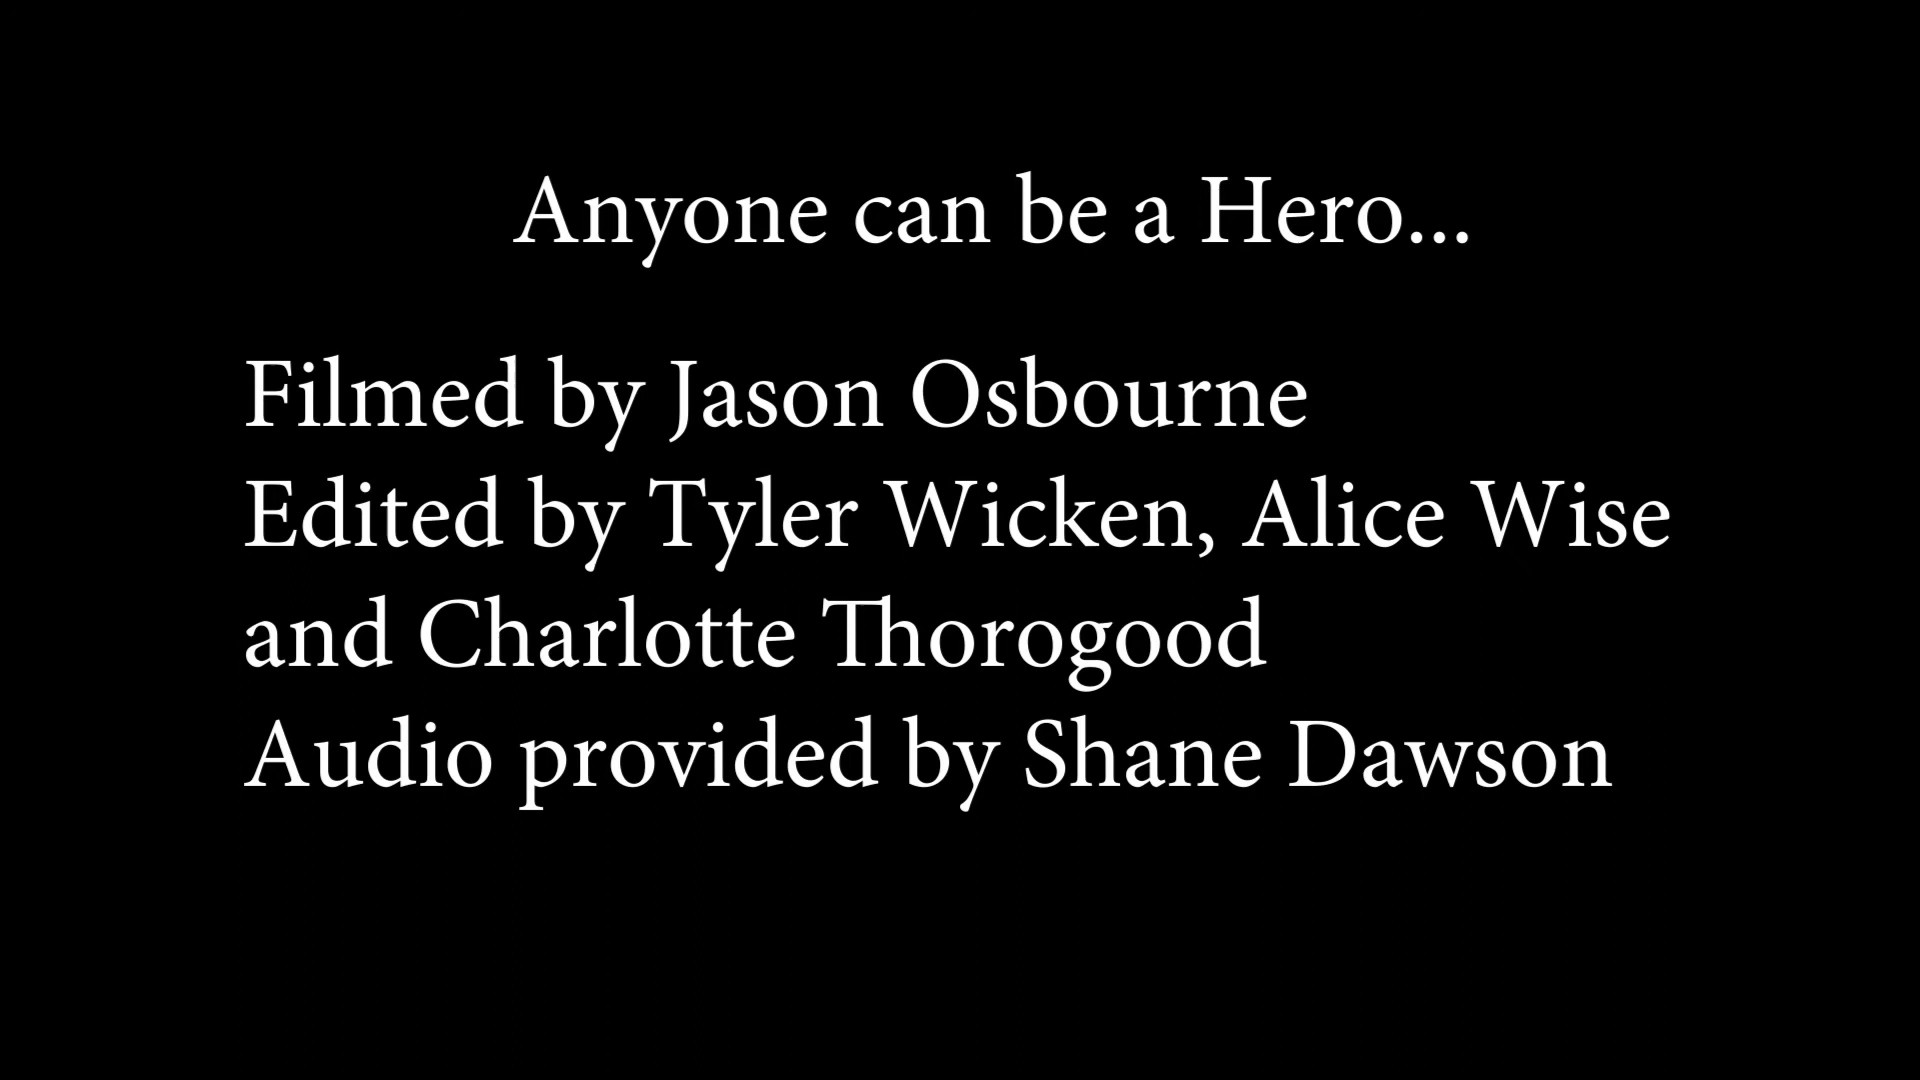 Anyone can be a Hero...
Filmed by Jason Osbourne
Edited by Tyler Wicken, Alice Wise
and Charlotte Thorogood
Audio provided by Shane Dawson